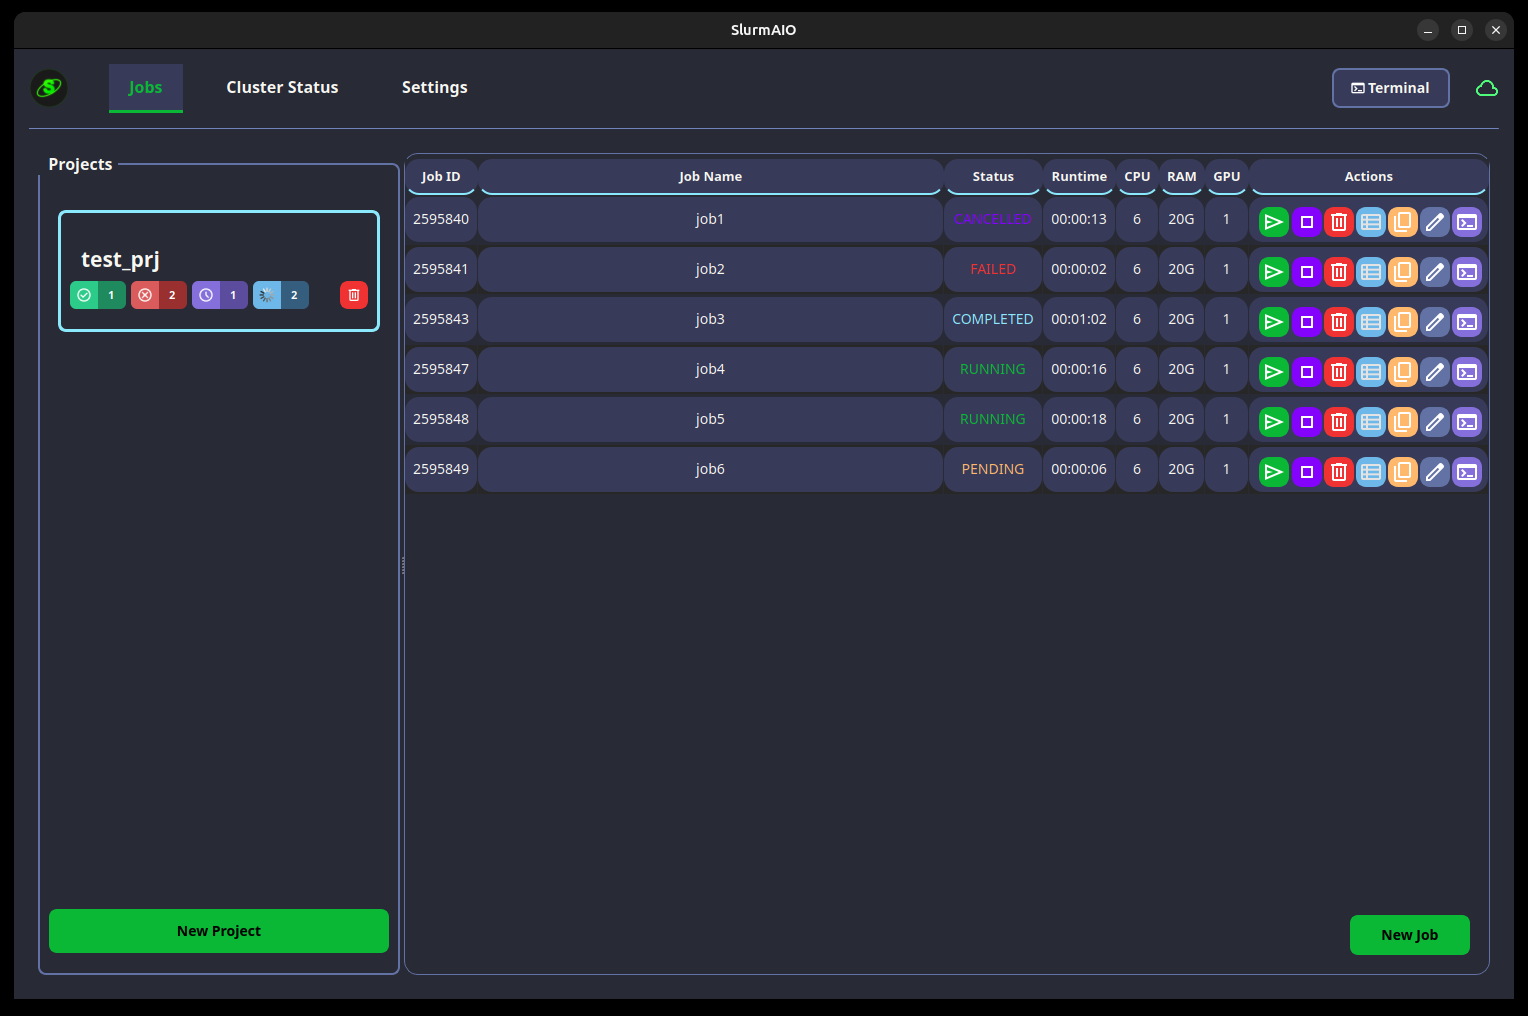 SlurmAIO
S
Jobs Cluster Status Settings Terminal
Projects
test_prj
1 2 1 2
New Project
Job ID Job Name Status Runtime CPU RAM GPU Actions
2595840 job1 CANCELLED 00:00:13 6 20G 1
2595841 job2 FAILED 00:00:02 6 20G 1
2595843 job3 COMPLETED 00:01:02 6 20G 1
2595847 job4 RUNNING 00:00:16 6 20G 1
2595848 job5 RUNNING 00:00:18 6 20G 1
2595849 job6 PENDING 00:00:06 6 20G 1
New Job